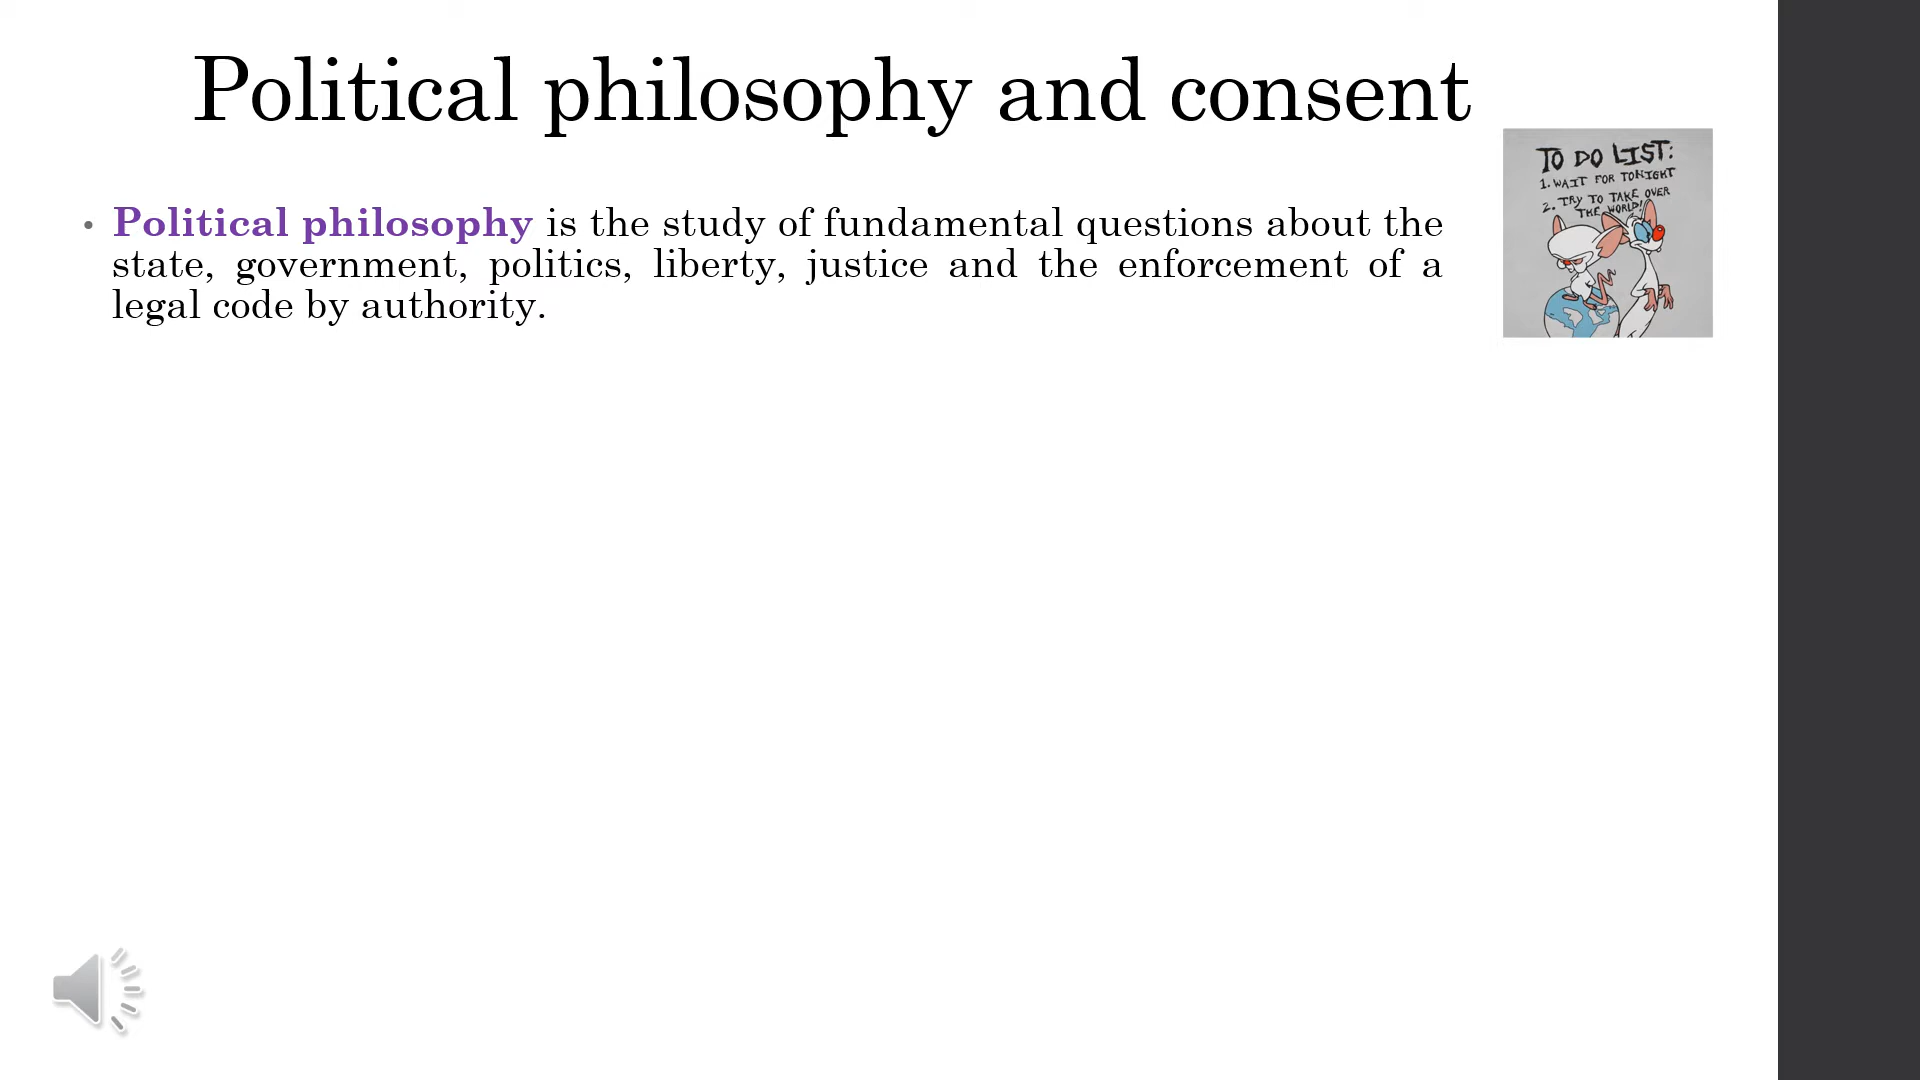 Political philosophy and consent
• Political philosophy is the study of fundamental questions about the
state, government, politics, liberty, justice and the enforcement of a
legal code by authority.
TO DO LIST:
1. WAIT FOR TONIGHT
2. TRY TO TAKE OVER
THE WORLD!